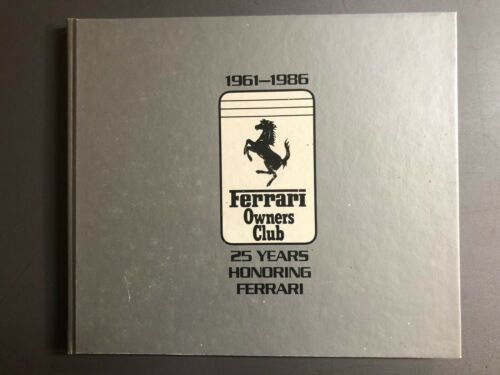 1961–1986
Ferrari
Owners
Club
25 YEARS
HONORING
FERRARI